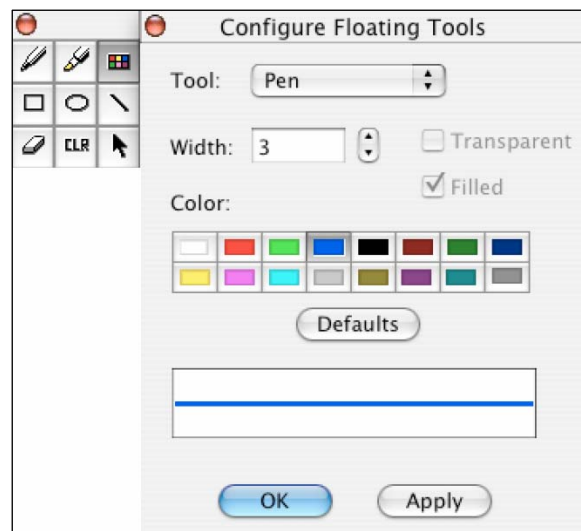 Configure Floating Tools
Tool: Pen
Width: 3
Transparent
Filled
Color:
CLR
Defaults
OK Apply